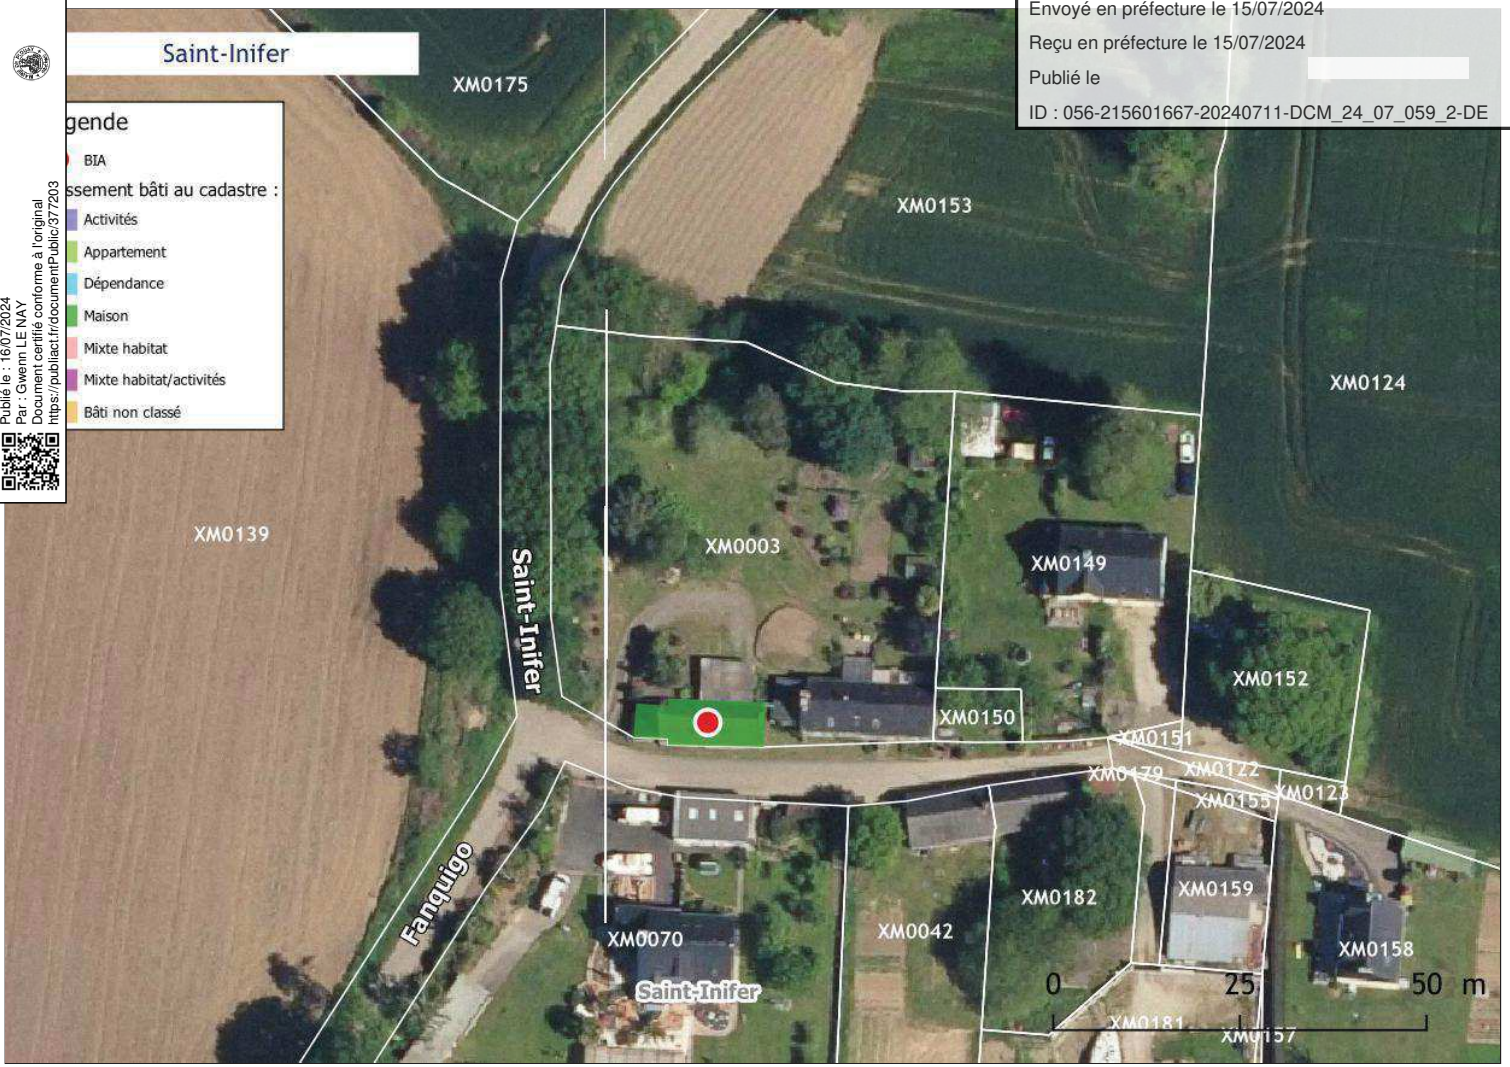 Envoyé en préfecture le 15/07/2024
Reçu en préfecture le 15/07/2024
Publié le
ID : 056-215601667-20240711-DCM_24_07_059_2-DE
Saint-Inifer
gende
BIA
ssement bâti au cadastre :
Activités
Appartement
Dépendance
Maison
Mixte habitat
Mixte habitat/activités
Bâti non classé
Publié le : 16/07/2024
Par : Gwenn LE NAY
Document certifié conforme à l'original
https://publiact.fr/documentPublic/377203
XM0175
XM0153
XM0124
XM0139
XM0003
XM0149
Saint-Inifer
XM0152
XM0150
XM0151
XM0179
XM0122
XM0155
XM0123
Fanquigo
XM0159
XM0182
XM0042
XM0070
XM0158
Saint-Inifer
0 25 50 m
XM0181
XM0157